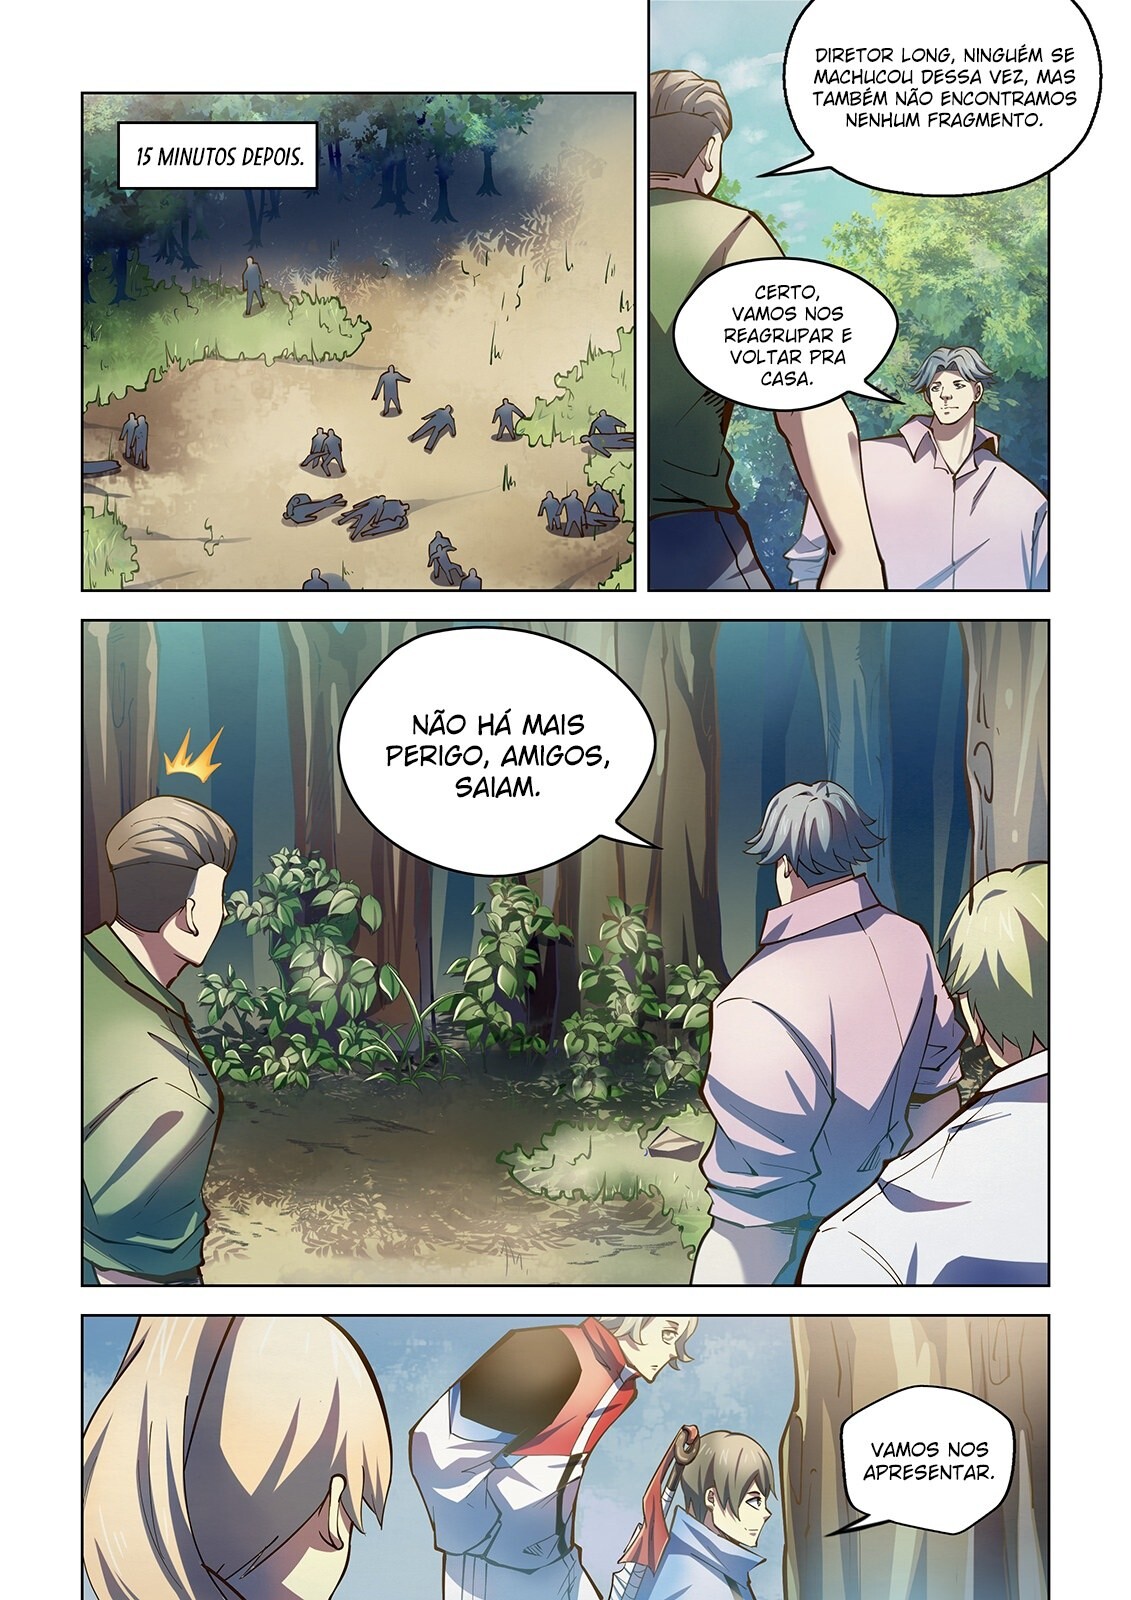 15 MINUTOS DEPOIS.
DIRETOR LONG, NINGUÉM SE
MACHUCOU DESSA VEZ, MAS
TAMBÉM NÃO ENCONTRAMOS
NENHUM FRAGMENTO.
CERTO,
VAMOS NOS
REAGRUPAR E
VOLTAR PRA
CASA.
NÃO HÁ MAIS
PERIGO, AMIGOS,
SAIAM.
VAMOS NOS
APRESENTAR.